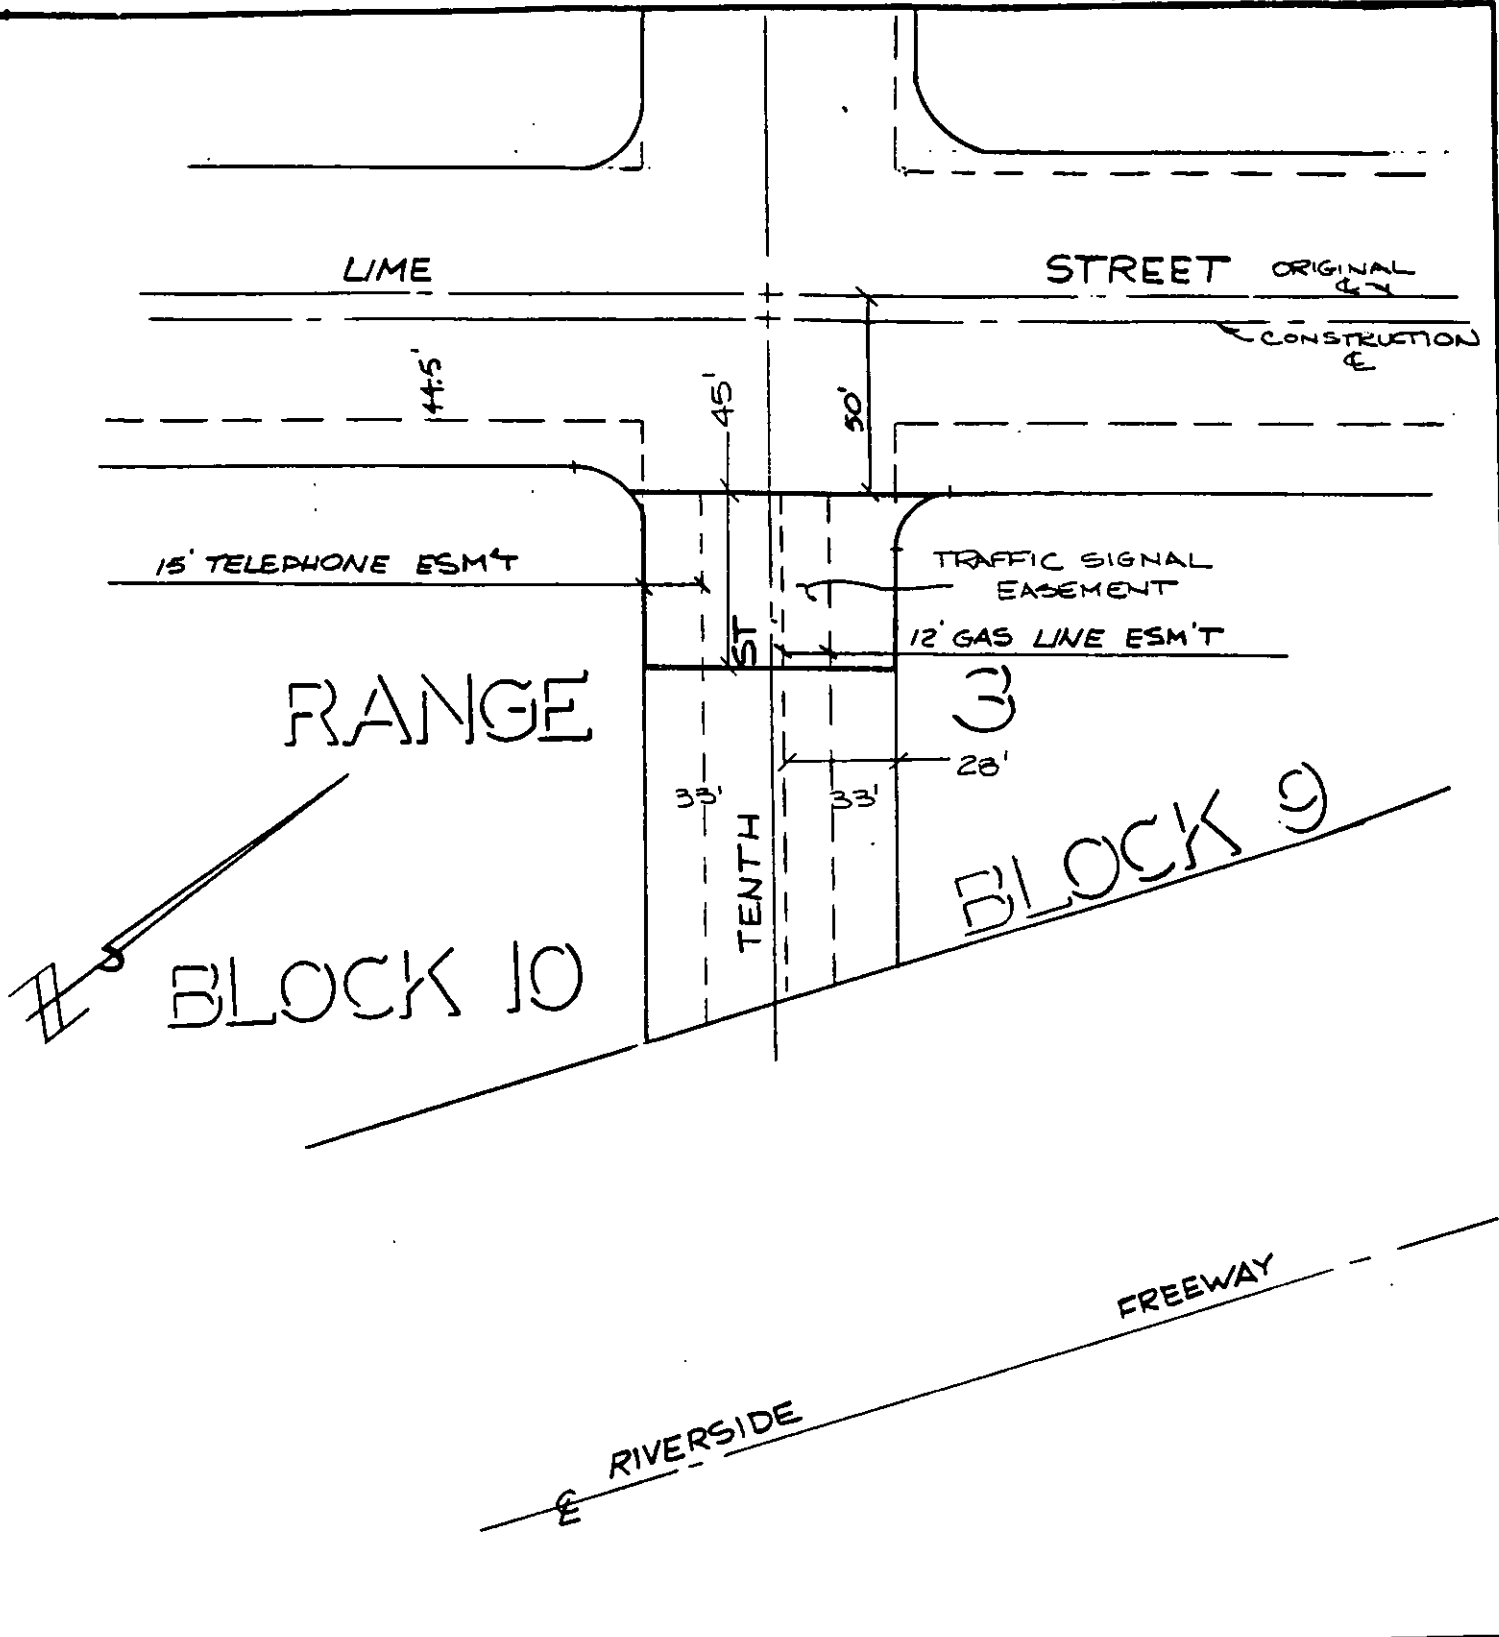 LIME
STREET
ORIGINAL
℄
CONSTRUCTION
℄
44.5'
45'
50'
15' TELEPHONE ESM'T
TRAFFIC SIGNAL
EASEMENT
12' GAS LINE ESM'T
RANGE 3
28'
33'
33'
TENTH ST
BLOCK 9
BLOCK 10
FREEWAY
RIVERSIDE
℄